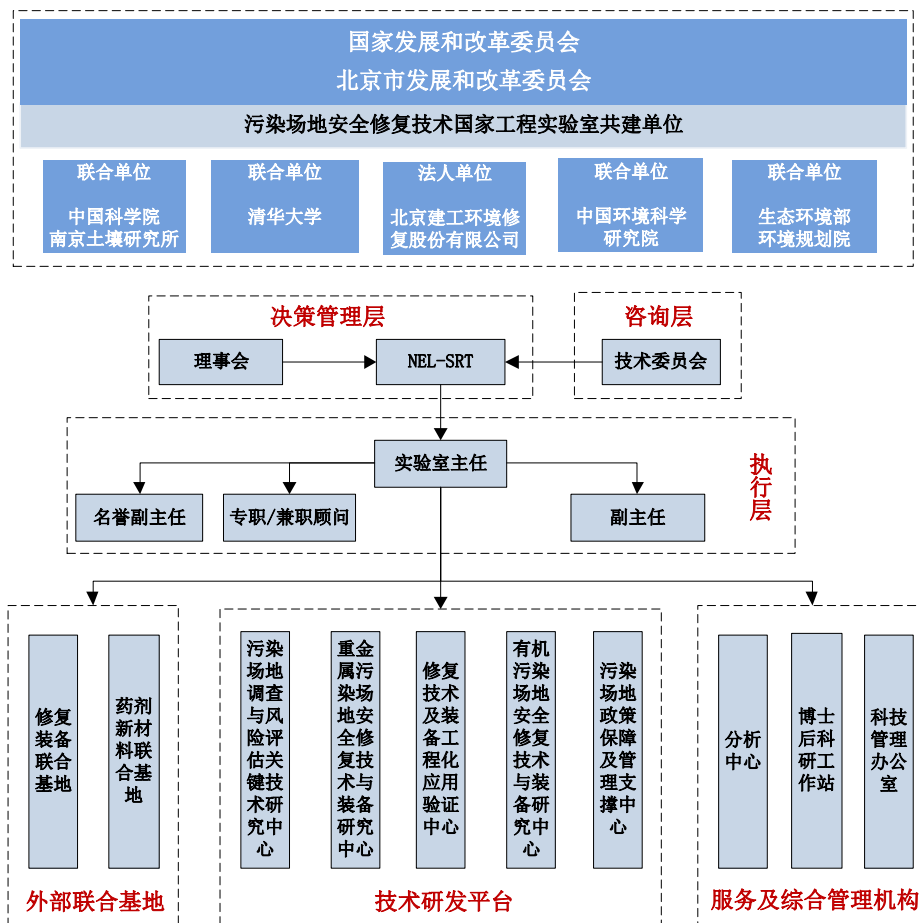 国家发展和改革委员会
北京市发展和改革委员会
污染场地安全修复技术国家工程实验室共建单位
联合单位
中国科学院
南京土壤研究所
联合单位
清华大学
法人单位
北京建工环境修
复股份有限公司
联合单位
中国环境科学
研究院
联合单位
生态环境部
环境规划院
决策管理层
咨询层
理事会
NEL-SRT
技术委员会
实验室主任
执行层
名誉副主任
专职/兼职顾问
副主任
修复
装备
联合
基地
药剂
新材
料联
合基
地
污染
场地
调查
与风
险评
估关
键技
术研
究中
心
重金
属污
染场
地安
全修
复技
术与
装备
研究
中心
修复
技术
及装
备工
程化
应用
验证
中心
有机
污染
场地
安全
修复
技术
与装
备研
究中
心
污染
场地
政策
保障
及管
理支
撑中
心
分析
中心
博士
后科
研工
作站
科技
管理
办公
室
外部联合基地
技术研发平台
服务及综合管理机构